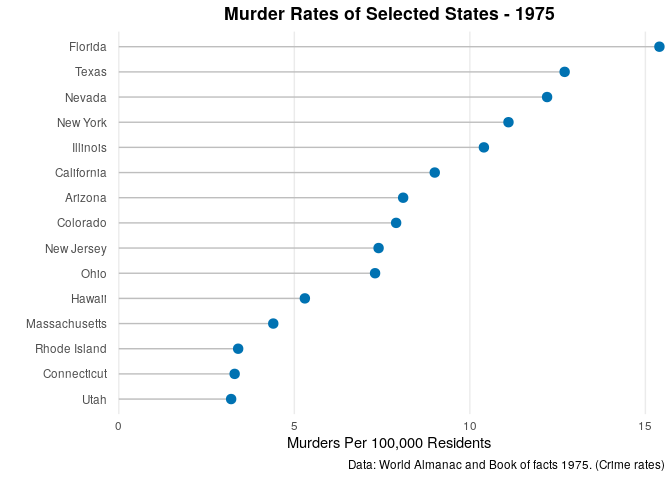 Murder Rates of Selected States - 1975
Florida
Texas
Nevada
New York
Illinois
California
Arizona
Colorado
New Jersey
Ohio
Hawaii
Massachusetts
Rhode Island
Connecticut
Utah
0 5 10 15
Murders Per 100,000 Residents
Data: World Almanac and Book of facts 1975. (Crime rates)